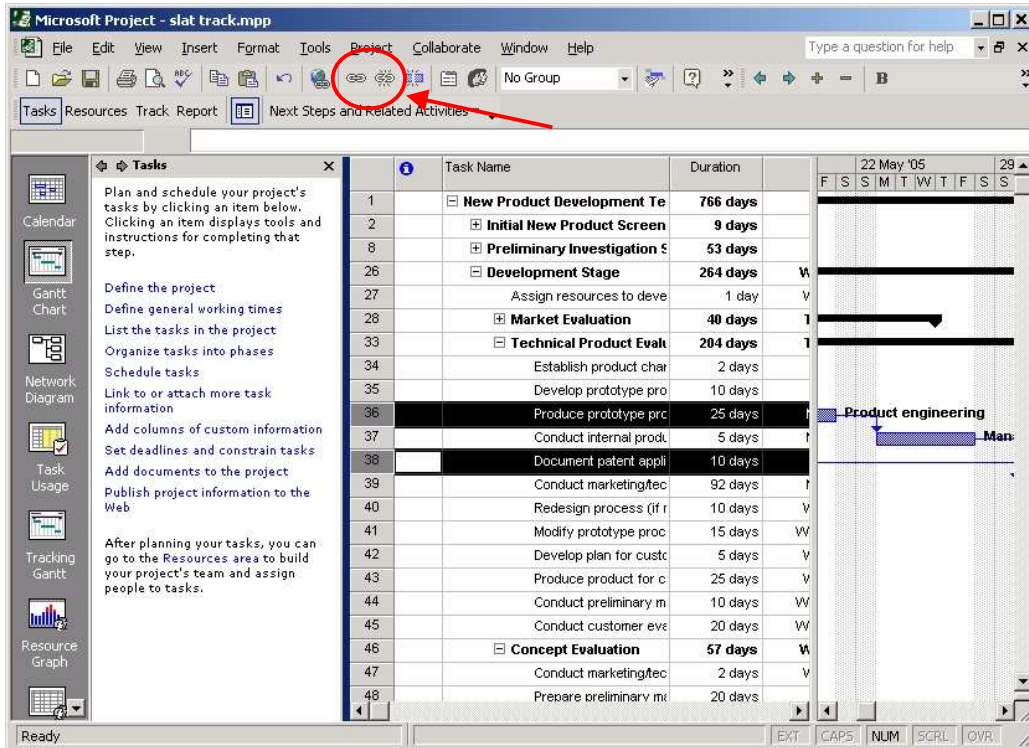 Microsoft Project - slat track.mpp
File Edit View Insert Format Tools Project Collaborate Window Help Type a question for help
No Group B
Tasks Resources Track Report Next Steps and Related Activities
Tasks
Plan and schedule your project's
tasks by clicking an item below.
Clicking an item displays tools and
instructions for completing that
step.
Define the project
Define general working times
List the tasks in the project
Organize tasks into phases
Schedule tasks
Link to or attach more task
information
Add columns of custom information
Set deadlines and constrain tasks
Add documents to the project
Publish project information to the
Web
After planning your tasks, you can
go to the Resources area to build
your project's team and assign
people to tasks.
Calendar
Gantt
Chart
Network
Diagram
Task
Usage
Tracking
Gantt
Resource
Graph
Task Name Duration
22 May '05 29
F S S M T W T F S S
1 New Product Development Te 766 days
2 Initial New Product Screen 9 days
8 Preliminary Investigation S 53 days
26 Development Stage 264 days W
27 Assign resources to deve 1 day
28 Market Evaluation 40 days T
33 Technical Product Evalu 204 days T
34 Establish product char 2 days
35 Develop prototype pro 10 days
36 Produce prototype prc 25 days
37 Conduct internal produ 5 days
38 Document patent appli 10 days
39 Conduct marketing/tec 92 days
40 Redesign process (if r 10 days
41 Modify prototype proc 15 days W
42 Develop plan for custo 5 days
43 Produce product for c 25 days
44 Conduct preliminary m 10 days W
45 Conduct customer eva 20 days W
46 Concept Evaluation 57 days W
47 Conduct marketing/tec 2 days
48 Prepare preliminary ma 20 days
Product engineering
Man
Ready EXT CAPS NUM SCRL OVR